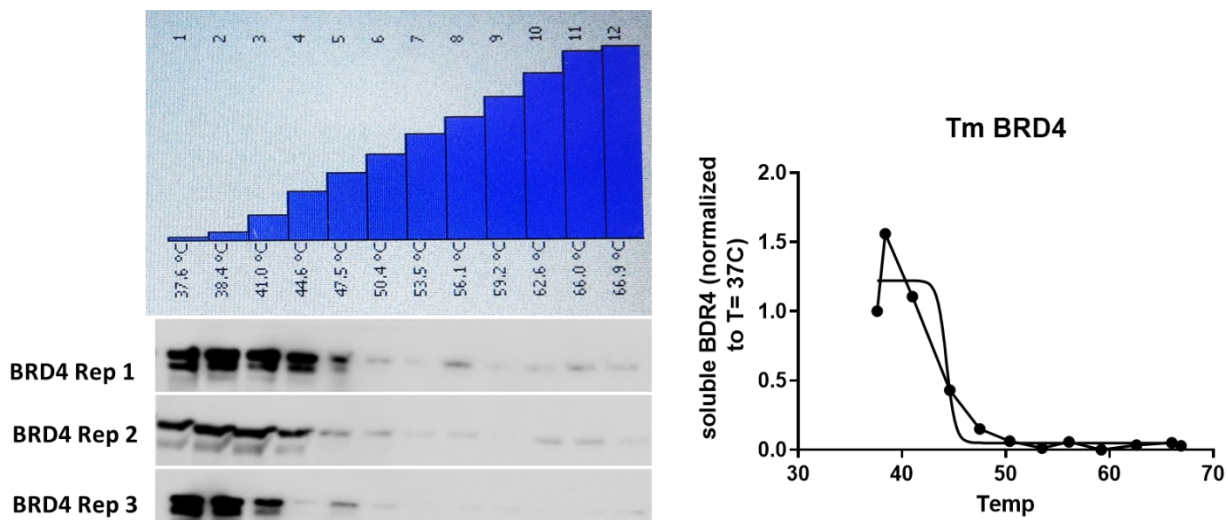 1 2 3 4 5 6 7 8 9 10 11 12
37.6 °C 38.4 °C 41.0 °C 44.6 °C 47.5 °C 50.4 °C 53.5 °C 56.1 °C 59.2 °C 62.6 °C 66.0 °C 66.9 °C
BRD4 Rep 1
BRD4 Rep 2
BRD4 Rep 3
Tm BRD4
soluble BDR4 (normalized
to T= 37C)
2.0
1.5
1.0
0.5
0.0
30 40 50 60 70
Temp